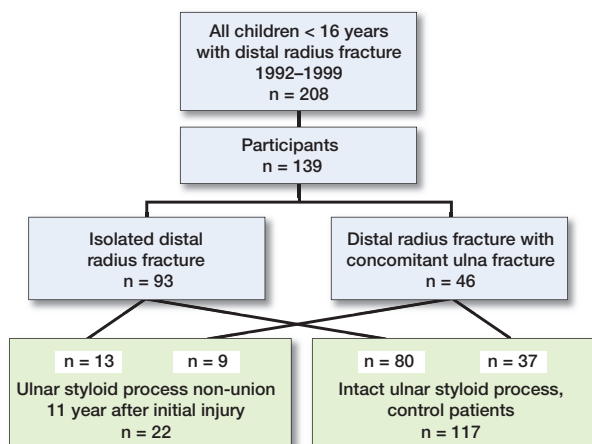 All children < 16 years
with distal radius fracture
1992–1999
n = 208
Participants
n = 139
Isolated distal
radius fracture
n = 93
Distal radius fracture with
concomitant ulna fracture
n = 46
n = 13
n = 9
Ulnar styloid process non-union
11 year after initial injury
n = 22
n = 80
n = 37
Intact ulnar styloid process,
control patients
n = 117